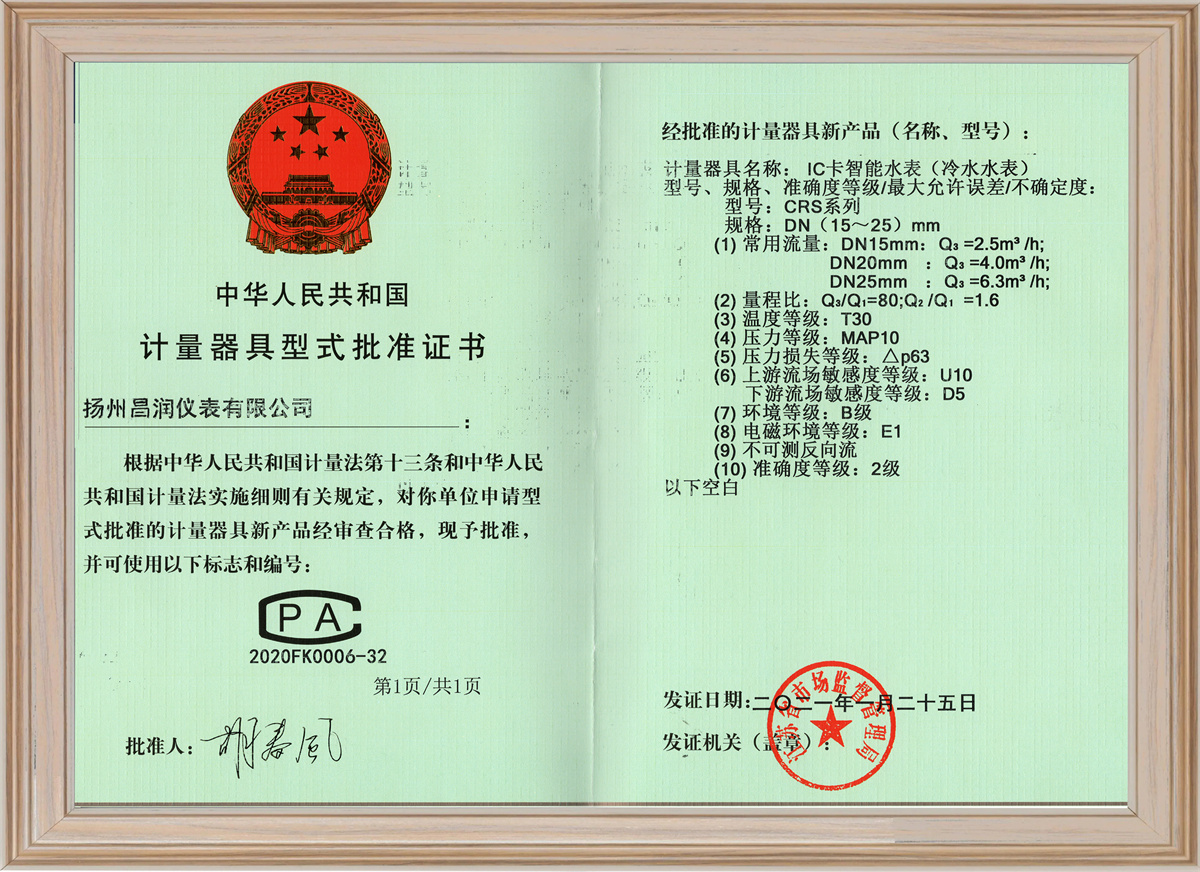 中华人民共和国
计量器具型式批准证书
扬州昌润仪表有限公司
:
根据中华人民共和国计量法第十三条和中华人民
共和国计量法实施细则有关规定，对你单位申请型
式批准的计量器具新产品经审查合格，现予批准，
并可使用以下标志和编号：
CPA
2020FK0006-32
第1页/共1页
批准人：胡春风
经批准的计量器具新产品（名称、型号）：
计量器具名称： IC卡智能水表（冷水水表）
型号、规格、准确度等级/最大允许误差/不确定度：
型号：CRS系列
规格：DN（15～25）mm
(1) 常用流量：DN15mm：Q₃ =2.5m³ /h;
DN20mm ：Q₃ =4.0m³ /h;
DN25mm ：Q₃ =6.3m³ /h;
(2) 量程比：Q₃/Q₁=80;Q₂ /Q₁ =1.6
(3) 温度等级：T30
(4) 压力等级：MAP10
(5) 压力损失等级：△p63
(6) 上游流场敏感度等级：U10
下游流场敏感度等级：D5
(7) 环境等级：B级
(8) 电磁环境等级：E1
(9) 不可测反向流
(10) 准确度等级：2级
以下空白
发证日期:二〇二一年一月二十五日
发证机关（盖章）：
江苏省市场监督管理局